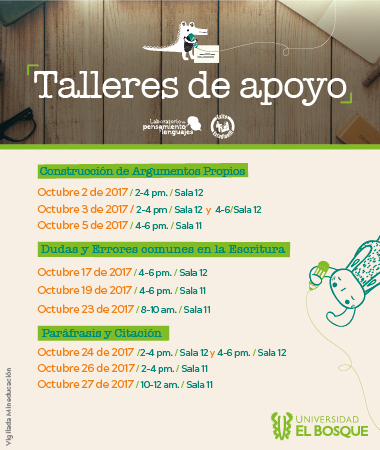 Talleres de apoyo
Laboratorio de
pensamiento
y lenguajes
Éxito
Estudiantil
Construcción de Argumentos Propios
Octubre 2 de 2017 / 2-4 pm. / Sala 12
Octubre 3 de 2017 / 2-4 pm / Sala 12 y 4-6/Sala 12
Octubre 5 de 2017 / 4-6 pm. / Sala 11
Dudas y Errores comunes en la Escritura
Octubre 17 de 2017 / 4-6 pm. / Sala 12
Octubre 19 de 2017 / 4-6 pm. / Sala 11
Octubre 23 de 2017 / 8-10 am. / Sala 11
Paráfrasis y Citación
Octubre 24 de 2017 /2-4 pm. / Sala 12 y 4-6 pm. / Sala 12
Octubre 26 de 2017 / 2-4 pm. / Sala 11
Octubre 27 de 2017 / 10-12 am. / Sala 11
Vigilada Mineducación
UNIVERSIDAD
EL BOSQUE